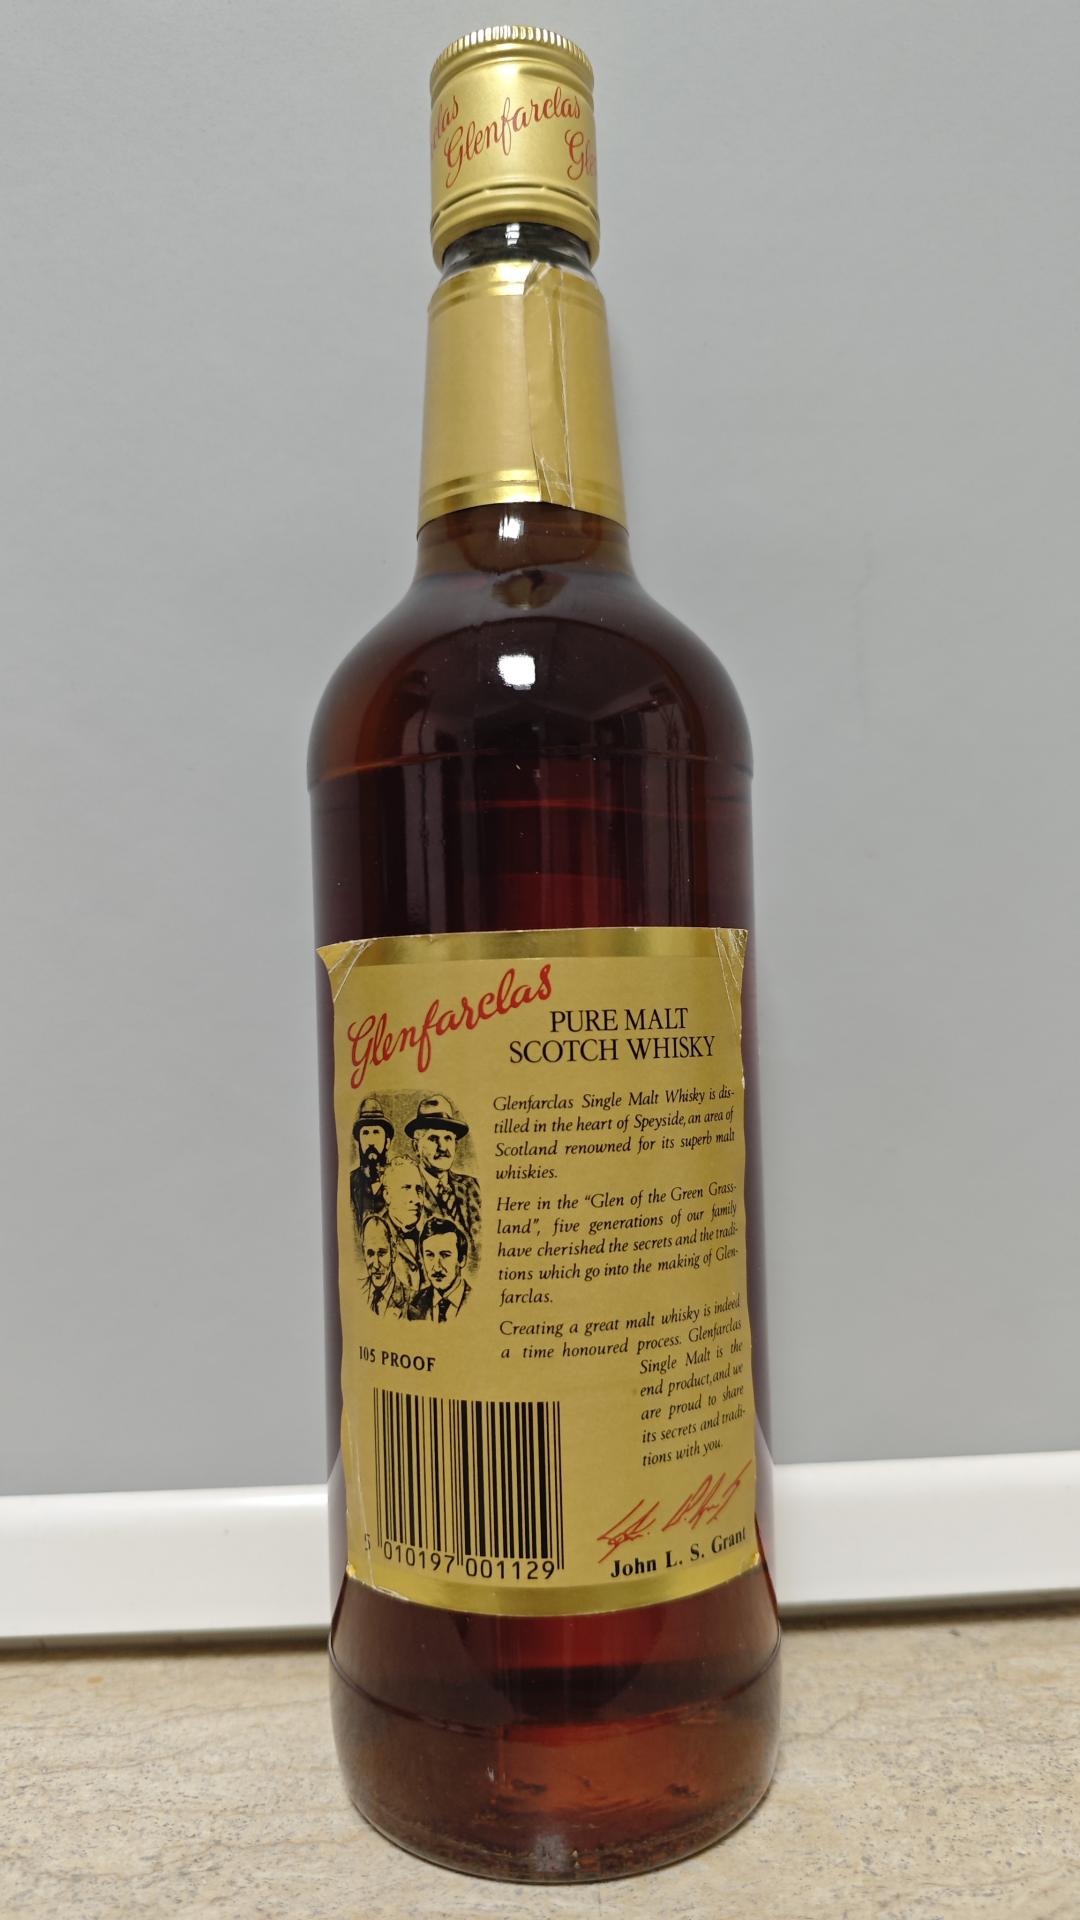 Glenfarclas
Glenfarclas
PURE MALT
SCOTCH WHISKY
Glenfarclas Single Malt Whisky is dis-
tilled in the heart of Speyside, an area of
Scotland renowned for its superb malt
whiskies.
Here in the "Glen of the Green Grass-
land", five generations of our family
have cherished the secrets and the tradi-
tions which go into the making of Glen-
farclas.
Creating a great malt whisky is indeed
a time honoured process. Glenfarclas
Single Malt is the
end product, and we
are proud to share
its secrets and tradi-
tions with you.
105 PROOF
5 010197 001129
John L. S. Grant